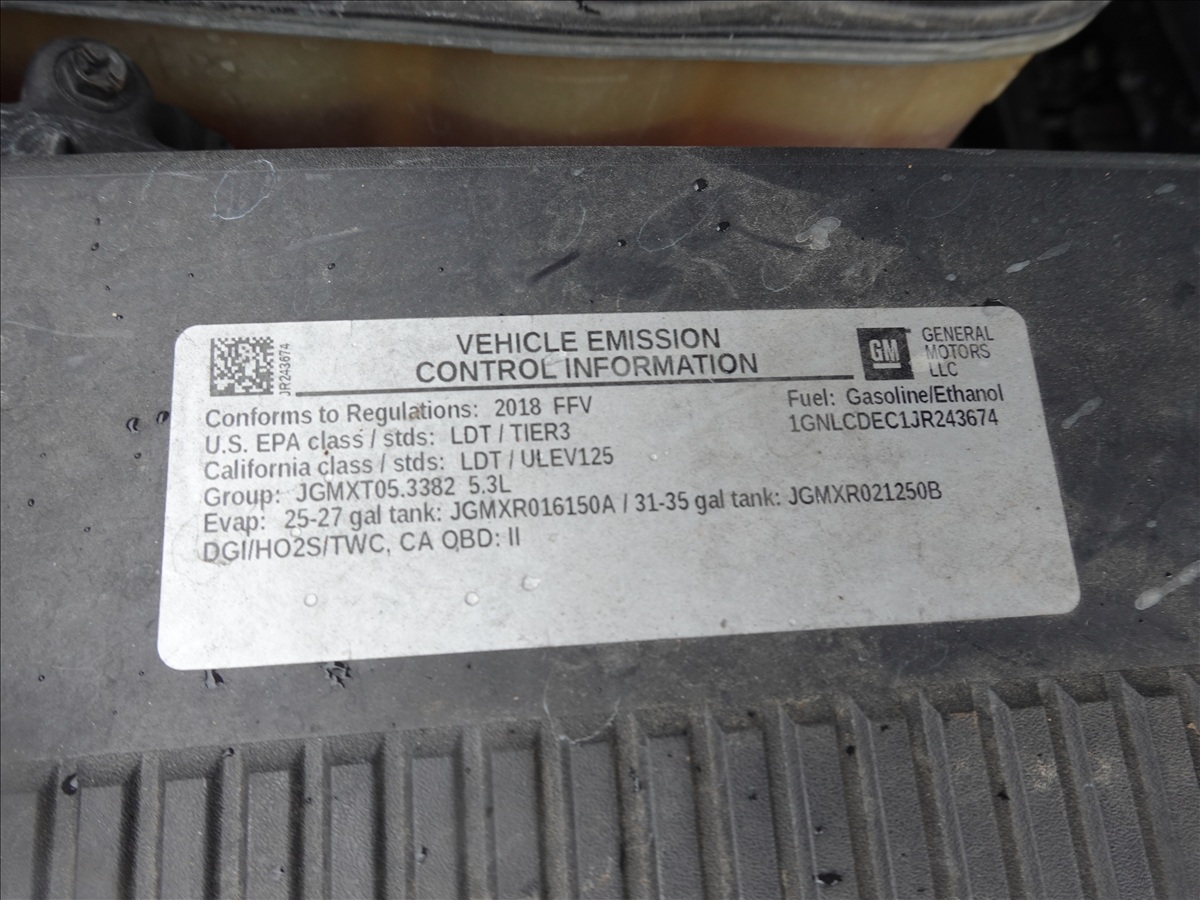 VEHICLE EMISSION
CONTROL INFORMATION
GM
GENERAL
MOTORS
LLC
JR243674
Conforms to Regulations: 2018 FFV
Fuel: Gasoline/Ethanol
U.S. EPA class / stds: LDT / TIER3
1GNLCDEC1JR243674
California class / stds: LDT / ULEV125
Group: JGMXT05.3382 5.3L
Evap: 25-27 gal tank: JGMXR016150A / 31-35 gal tank: JGMXR021250B
DGI/HO2S/TWC, CA OBD: II